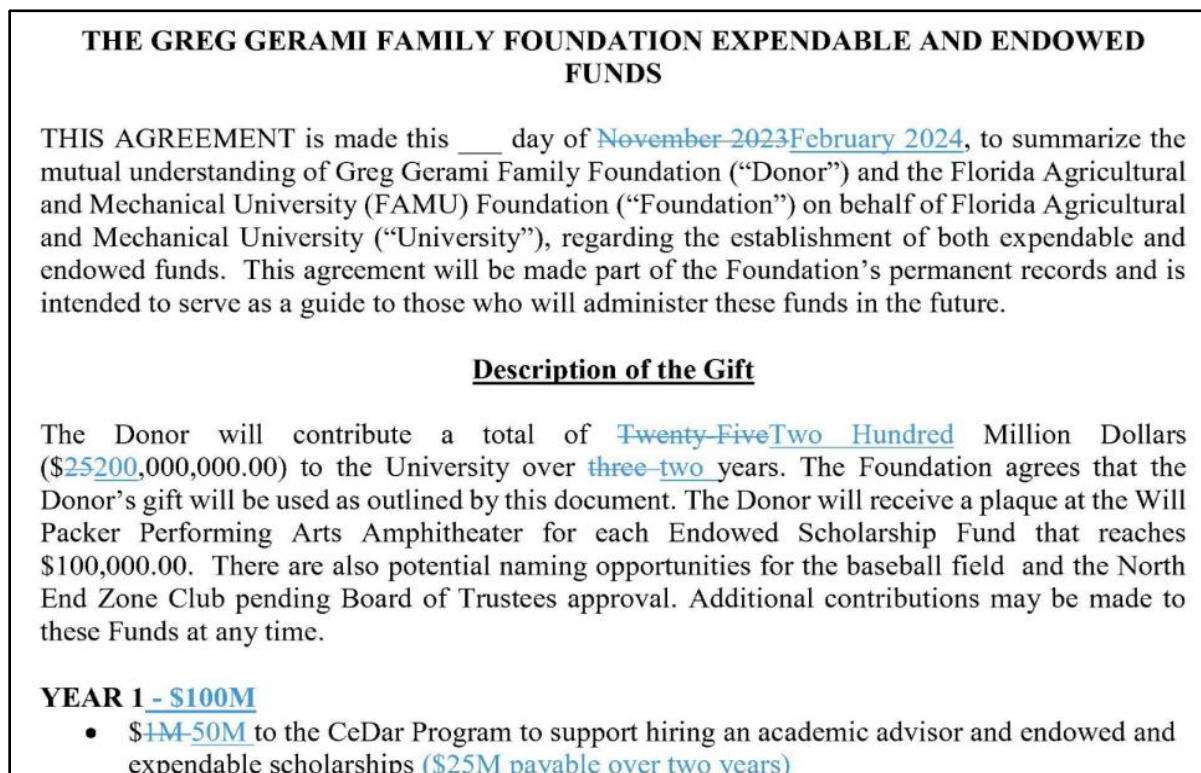 THE GREG GERAMI FAMILY FOUNDATION EXPENDABLE AND ENDOWED
FUNDS
THIS AGREEMENT is made this ___ day of November 2023February 2024, to summarize the
mutual understanding of Greg Gerami Family Foundation (“Donor”) and the Florida Agricultural
and Mechanical University (FAMU) Foundation (“Foundation”) on behalf of Florida Agricultural
and Mechanical University (“University”), regarding the establishment of both expendable and
endowed funds. This agreement will be made part of the Foundation’s permanent records and is
intended to serve as a guide to those who will administer these funds in the future.
Description of the Gift
The Donor will contribute a total of Twenty-FiveTwo Hundred Million Dollars
($25200,000,000.00) to the University over three two years. The Foundation agrees that the
Donor’s gift will be used as outlined by this document. The Donor will receive a plaque at the Will
Packer Performing Arts Amphitheater for each Endowed Scholarship Fund that reaches
$100,000.00. There are also potential naming opportunities for the baseball field and the North
End Zone Club pending Board of Trustees approval. Additional contributions may be made to
these Funds at any time.
YEAR 1 - $100M
• $1M 50M to the CeDar Program to support hiring an academic advisor and endowed and
expendable scholarships ($25M payable over two years)